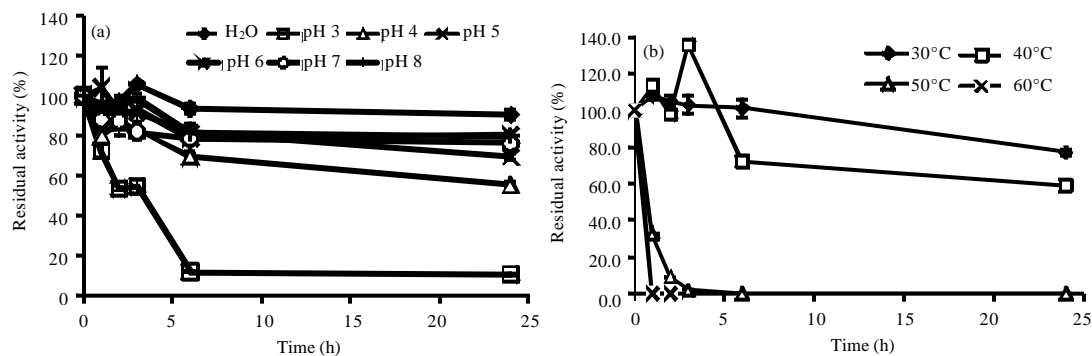 (a)
H₂O pH 3 pH 4 pH 5
pH 6 pH 7 pH 8
140
120
100
80
60
40
20
0
Residual activity (%)
0 5 10 15 20 25
Time (h)
(b)
30°C 40°C
50°C 60°C
140.0
120.0
100.0
80.0
60.0
40.0
20.0
0.0
Residual activity (%)
0 5 10 15 20 25
Time (h)